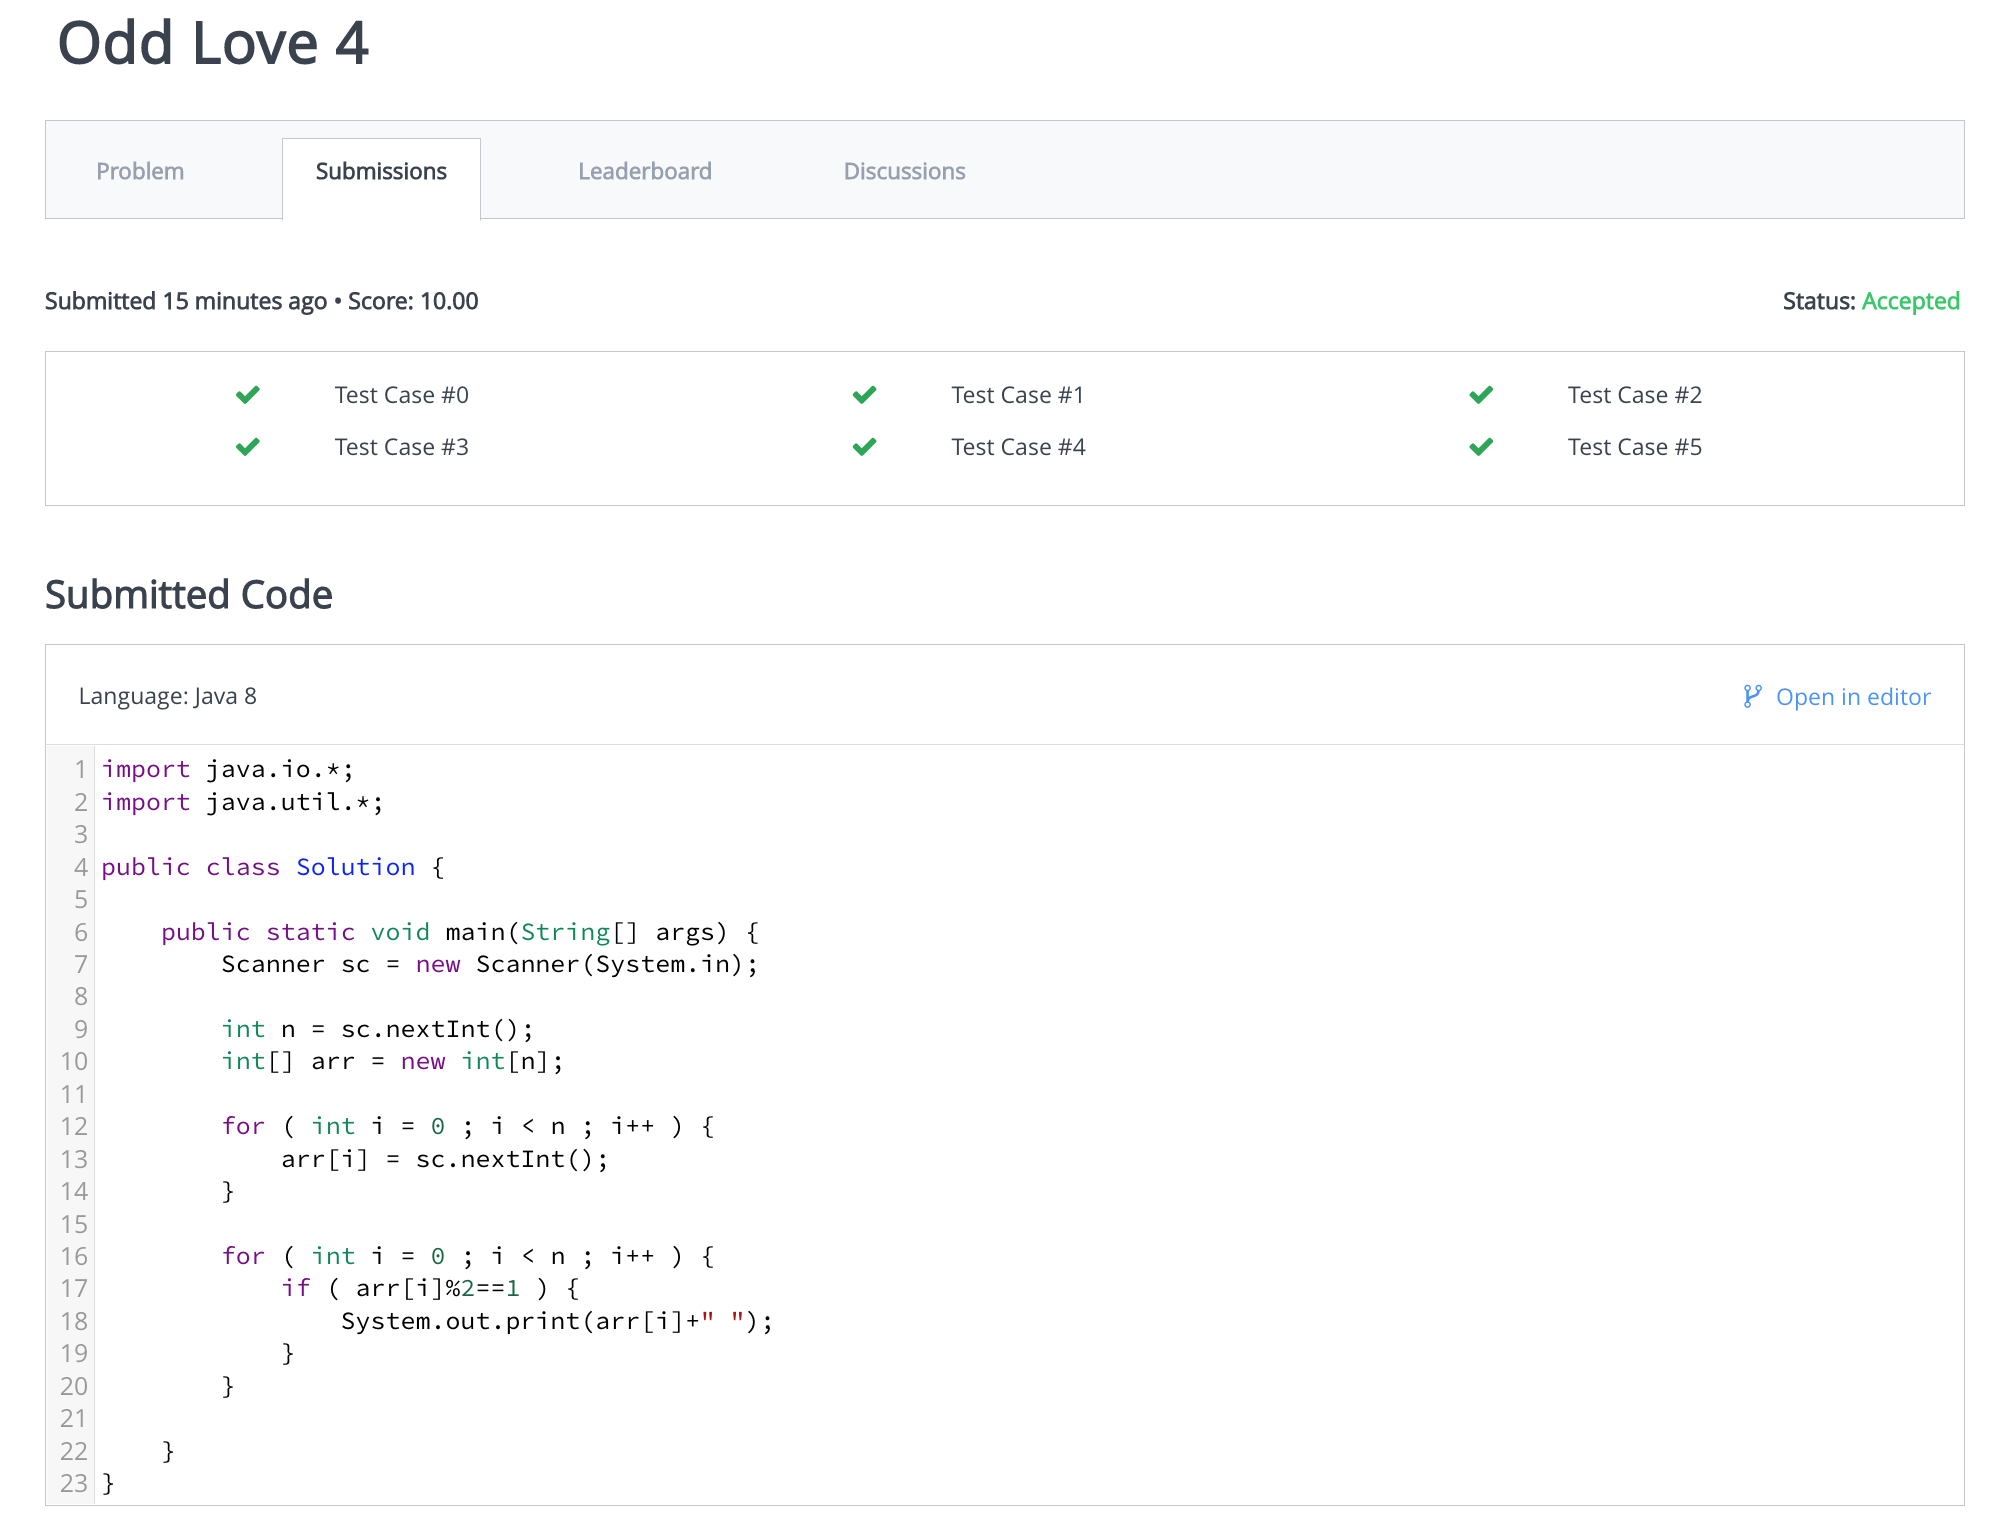 Odd Love 4
Problem Submissions Leaderboard Discussions
Submitted 15 minutes ago • Score: 10.00 Status: Accepted
Test Case #0 Test Case #1 Test Case #2
Test Case #3 Test Case #4 Test Case #5
Submitted Code
Language: Java 8 Open in editor
1 import java.io.*;
2 import java.util.*;
3
4 public class Solution {
5
6     public static void main(String[] args) {
7         Scanner sc = new Scanner(System.in);
8
9         int n = sc.nextInt();
10         int[] arr = new int[n];
11
12         for ( int i = 0 ; i < n ; i++ ) {
13             arr[i] = sc.nextInt();
14         }
15
16         for ( int i = 0 ; i < n ; i++ ) {
17             if ( arr[i]%2==1 ) {
18                 System.out.print(arr[i]+" ");
19             }
20         }
21
22     }
23 }